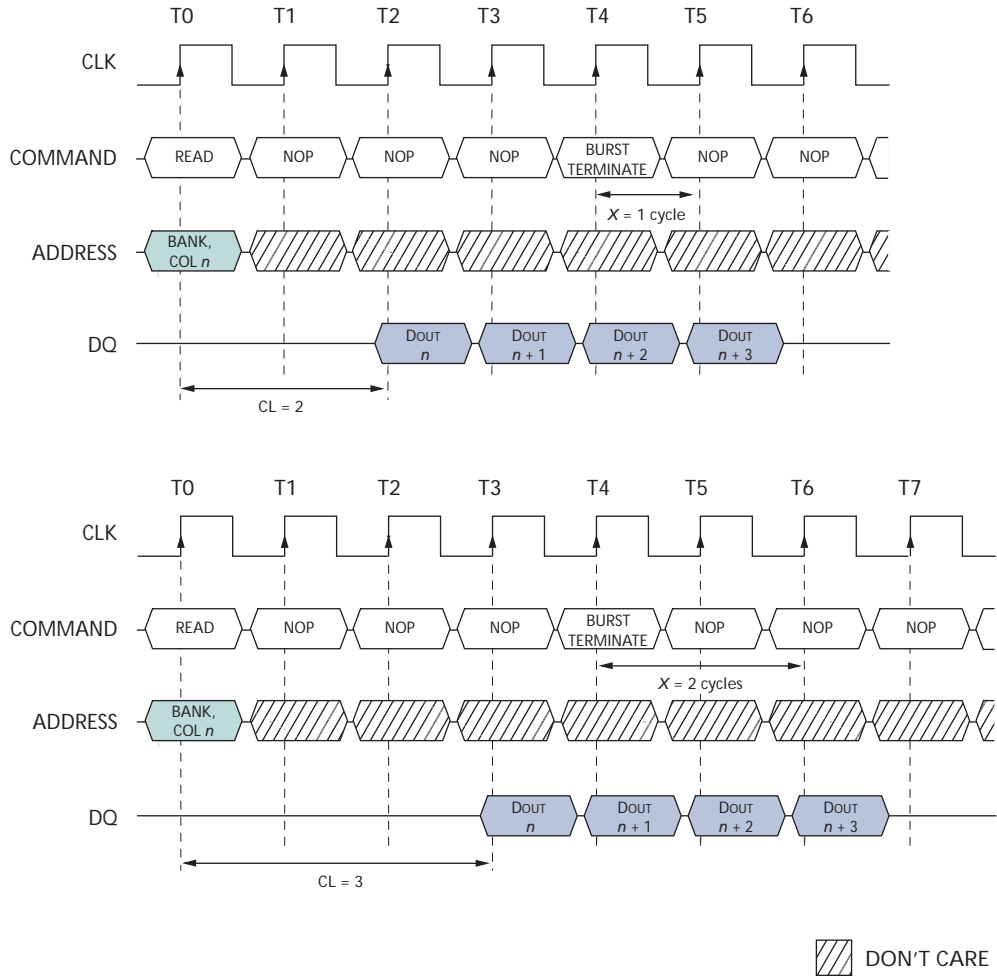 T0 T1 T2 T3 T4 T5 T6
CLK
COMMAND READ NOP NOP NOP BURST TERMINATE NOP NOP
X = 1 cycle
ADDRESS BANK, COL n
DQ DOUT n DOUT n + 1 DOUT n + 2 DOUT n + 3
CL = 2
T0 T1 T2 T3 T4 T5 T6 T7
CLK
COMMAND READ NOP NOP NOP BURST TERMINATE NOP NOP NOP
X = 2 cycles
ADDRESS BANK, COL n
DQ DOUT n DOUT n + 1 DOUT n + 2 DOUT n + 3
CL = 3
DON'T CARE